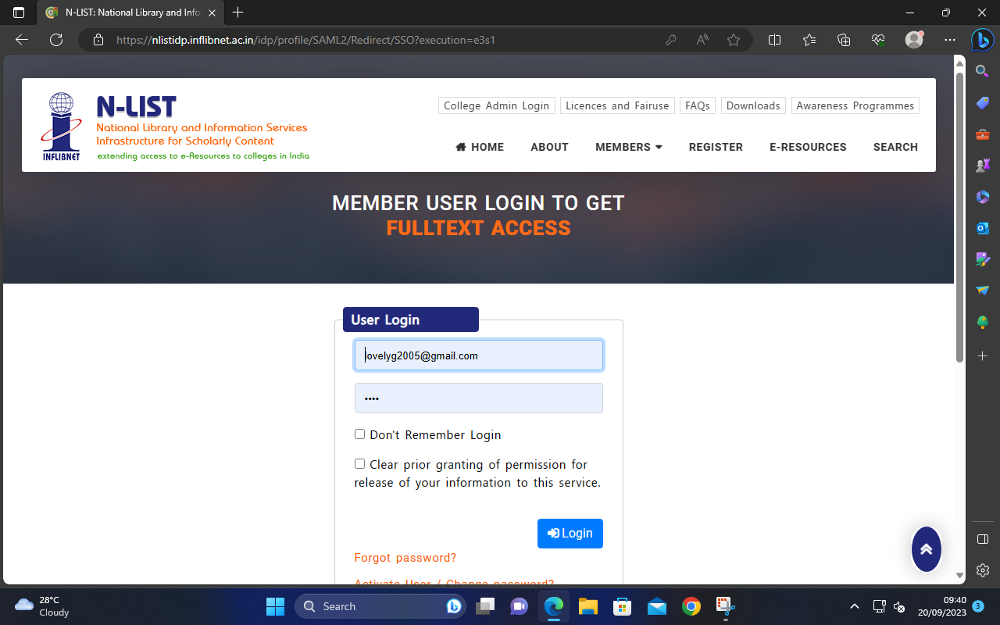 N-LIST: National Library and Info
https://nlistidp.inflibnet.ac.in/idp/profile/SAML2/Redirect/SSO?execution=e3s1
INFLIBNET
N-LIST
National Library and Information Services
Infrastructure for Scholarly Content
extending access to e-Resources to colleges in India
College Admin Login
Licences and Fairuse
FAQs
Downloads
Awareness Programmes
HOME
ABOUT
MEMBERS
REGISTER
E-RESOURCES
SEARCH
MEMBER USER LOGIN TO GET
FULLTEXT ACCESS
User Login
lovelyg2005@gmail.com
Don't Remember Login
Clear prior granting of permission for
release of your information to this service.
Login
Forgot password?
Activate User / Change password?
28°C
Cloudy
Search
09:40
20/09/2023
3